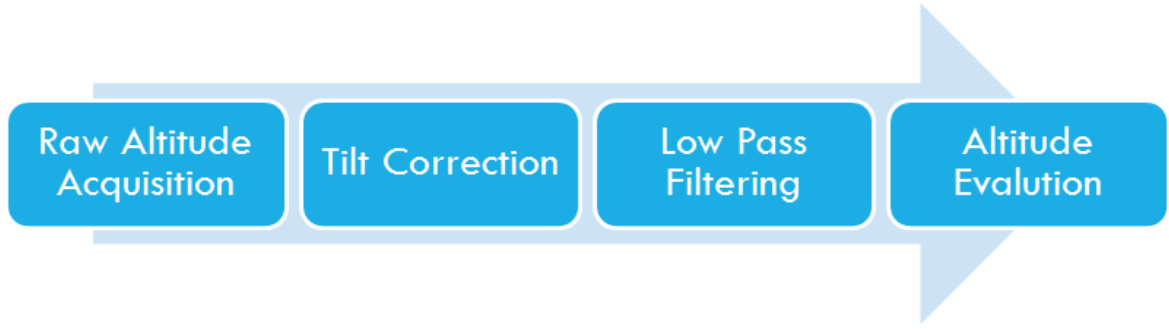 Raw Altitude
Acquisition
Tilt Correction
Low Pass
Filtering
Altitude
Evalution